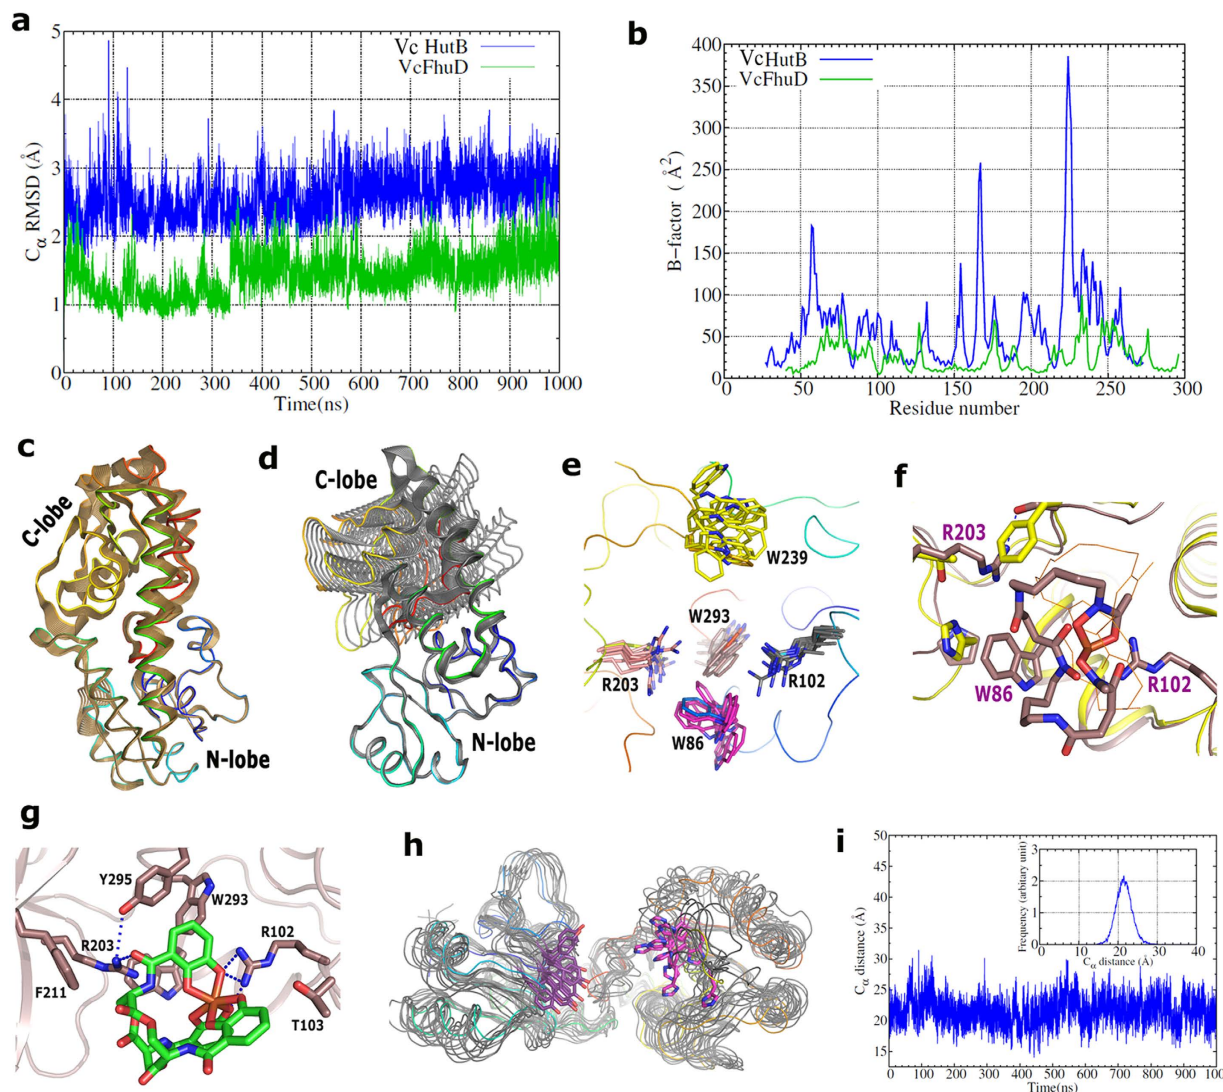 a
5
4
3
2
1
0
Cα RMSD (Å)
Vc HutB
VcFhuD
0 100 200 300 400 500 600 700 800 900 1000
Time(ns)
b
400
350
300
250
200
150
100
50
0
B−factor ( Å2)
VcHutB
VcFhuD
0 50 100 150 200 250 300
Residue number
c
C-lobe
N-lobe
d
C-lobe
N-lobe
e
W239
W293
R203
R102
W86
f
R203
W86
R102
g
Y295
W293
R203
R102
F211
T103
h
i
50
45
40
35
30
25
20
15
Cα distance (Å)
0 100 200 300 400 500 600 700 800 900 1000
Time(ns)
3
2
1
0
Frequency (arbitary unit)
0 10 20 30 40
Cα distance (Å)